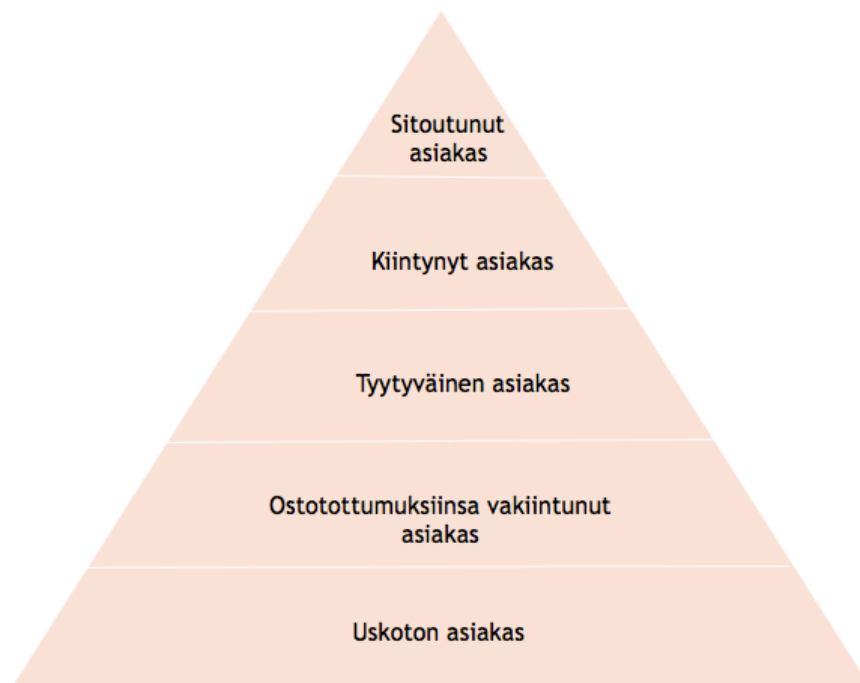 Sitoutunut
asiakas
Kiintynyt asiakas
Tyytyväinen asiakas
Ostotottumuksiinsa vakiintunut
asiakas
Uskoton asiakas